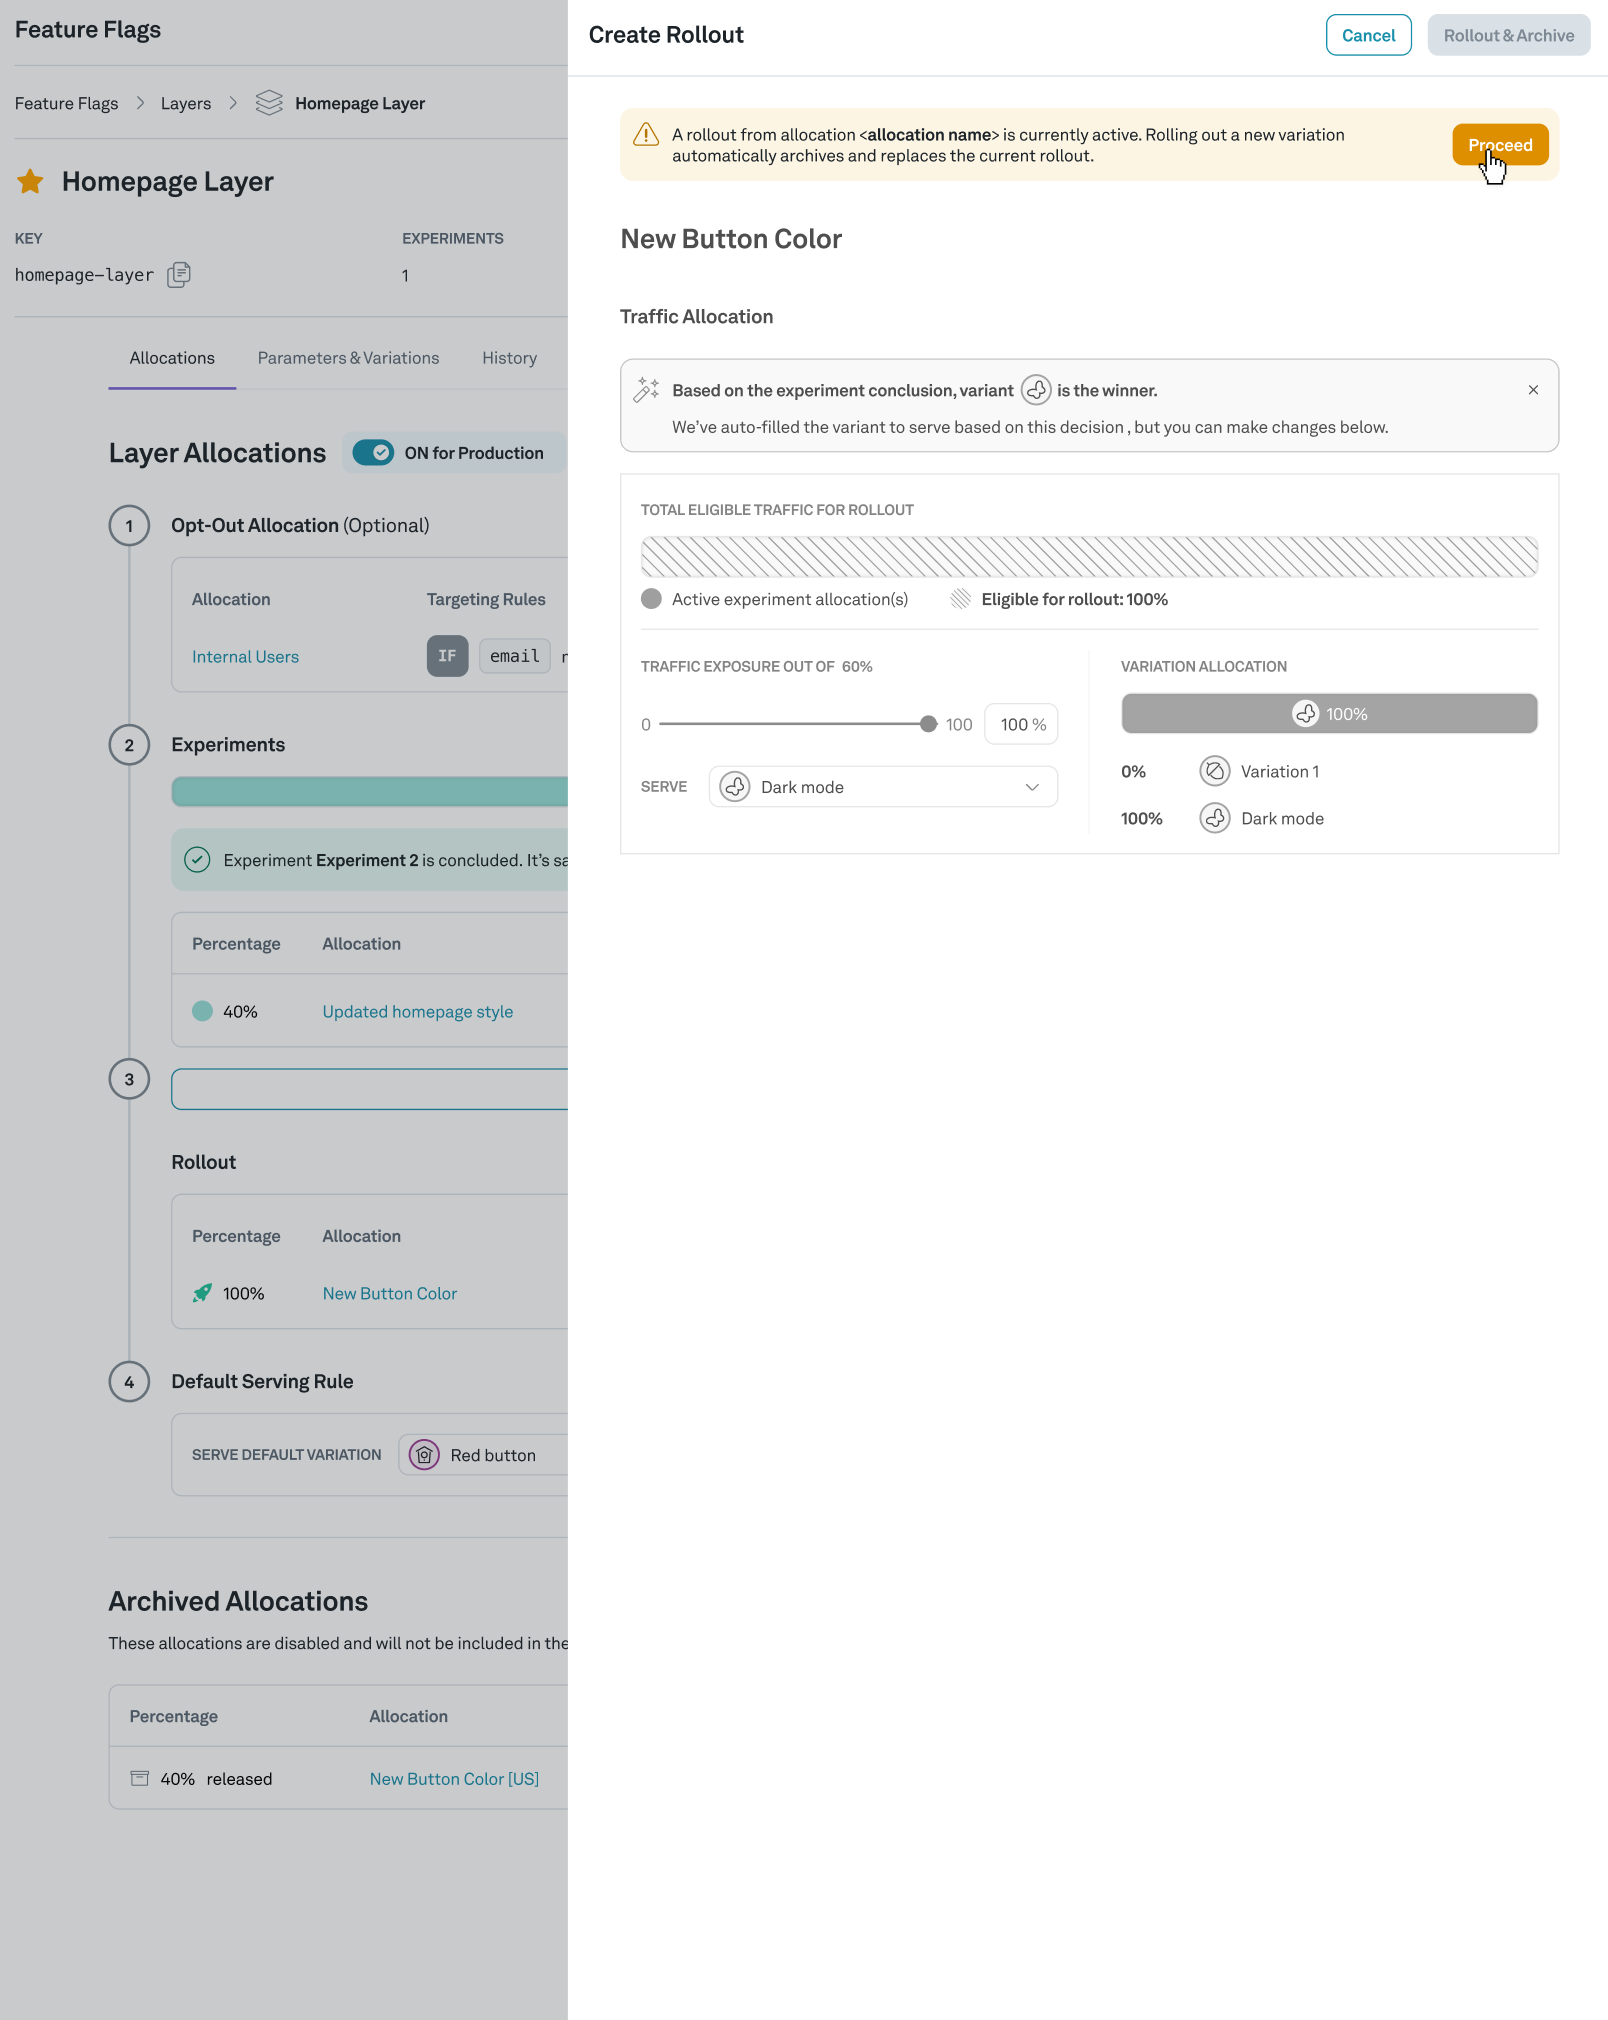 Feature Flags
Feature Flags > Layers > Homepage Layer
Homepage Layer
KEY EXPERIMENTS
homepage-layer 1
Allocations Parameters & Variations History
Layer Allocations ON for Production
1 Opt-Out Allocation (Optional)
Allocation Targeting Rules
Internal Users IF email
2 Experiments
Experiment Experiment 2 is concluded. It's sa
Percentage Allocation
40% Updated homepage style
3
Rollout
Percentage Allocation
100% New Button Color
4 Default Serving Rule
SERVE DEFAULT VARIATION Red button
Archived Allocations
These allocations are disabled and will not be included in the
Percentage Allocation
40% released New Button Color [US]
Create Rollout Cancel Rollout & Archive
A rollout from allocation <allocation name> is currently active. Rolling out a new variation
automatically archives and replaces the current rollout.
Proceed
New Button Color
Traffic Allocation
Based on the experiment conclusion, variant is the winner.
We've auto-filled the variant to serve based on this decision , but you can make changes below.
TOTAL ELIGIBLE TRAFFIC FOR ROLLOUT
Active experiment allocation(s) Eligible for rollout: 100%
TRAFFIC EXPOSURE OUT OF 60%
0 100 100 %
SERVE Dark mode
VARIATION ALLOCATION
100%
0% Variation 1
100% Dark mode